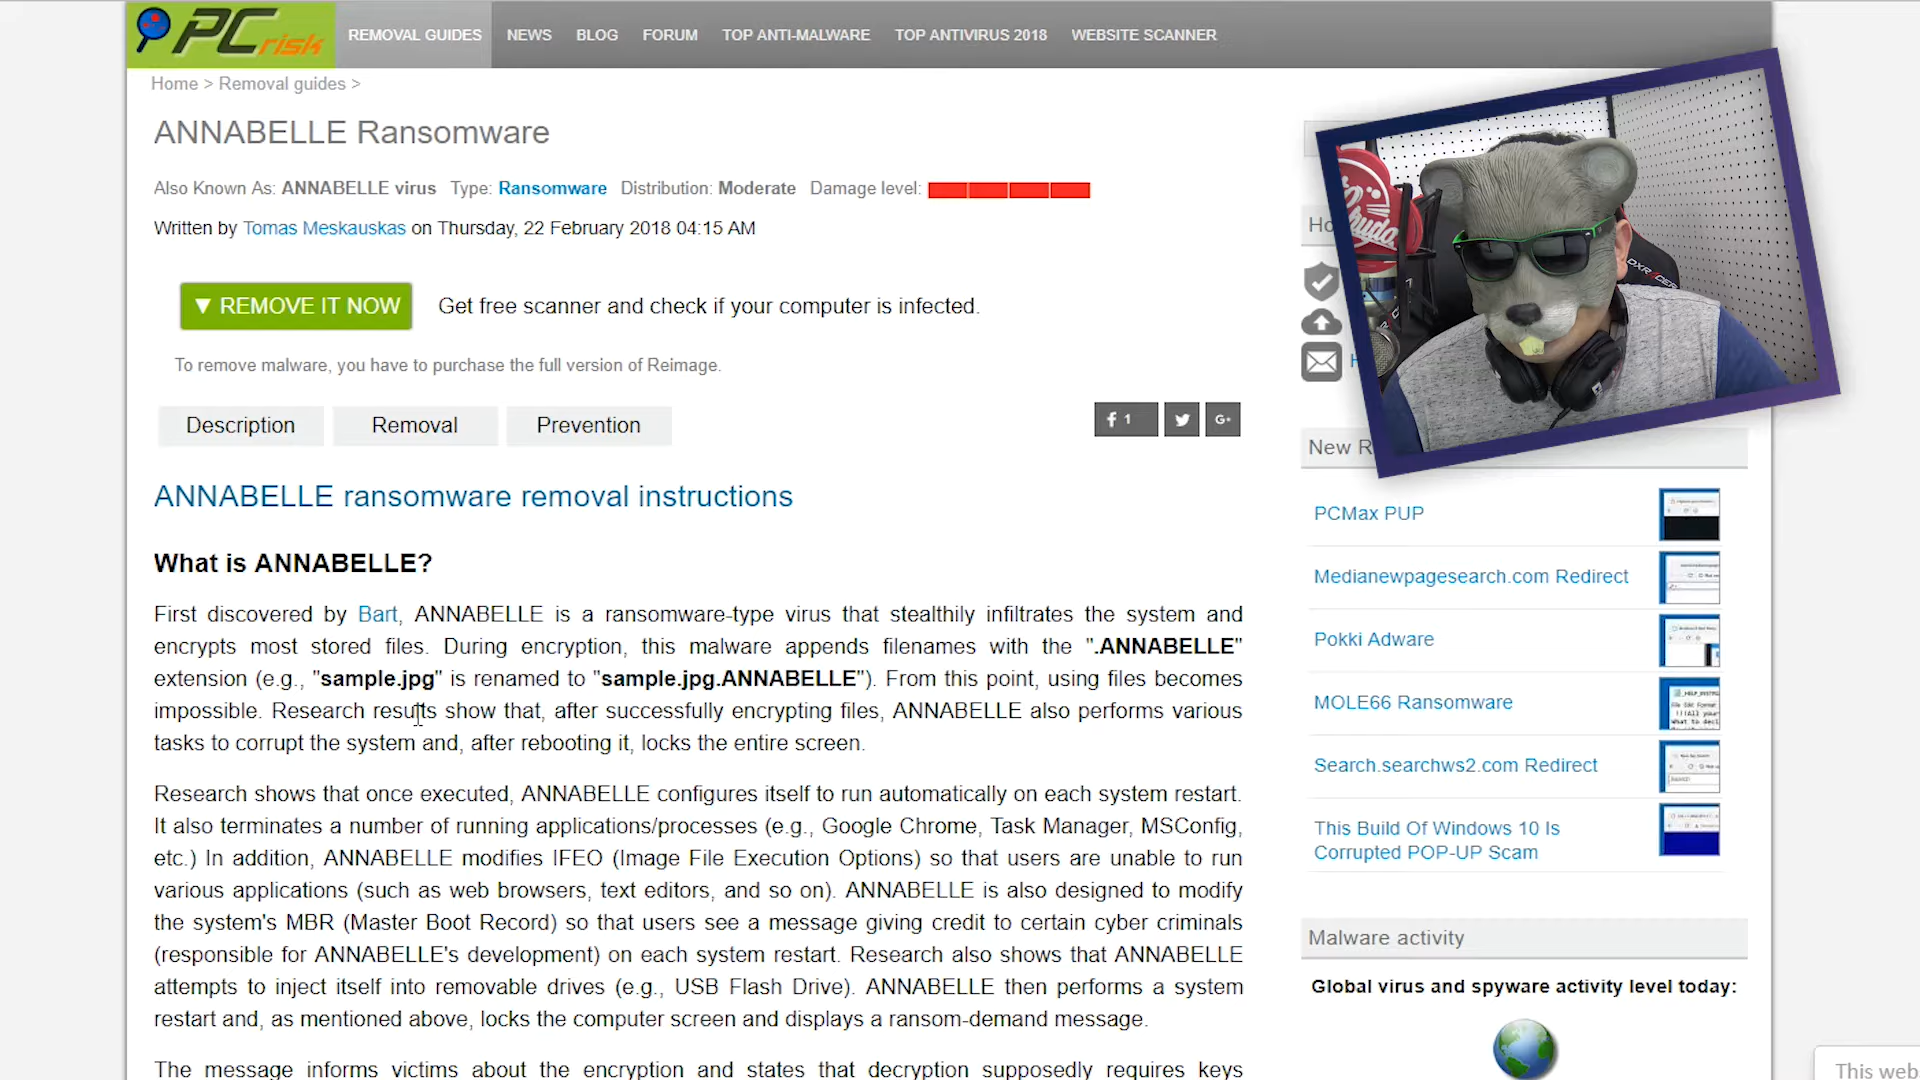 PCrisk
REMOVAL GUIDES
NEWS
BLOG
FORUM
TOP ANTI-MALWARE
TOP ANTIVIRUS 2018
WEBSITE SCANNER
Home > Removal guides >
ANNABELLE Ransomware
Also Known As: ANNABELLE virus Type: Ransomware Distribution: Moderate Damage level:
Written by Tomas Meskauskas on Thursday, 22 February 2018 04:15 AM
▼ REMOVE IT NOW
Get free scanner and check if your computer is infected.
To remove malware, you have to purchase the full version of Reimage.
Description
Removal
Prevention
f 1
G+
ANNABELLE ransomware removal instructions
What is ANNABELLE?
First discovered by Bart, ANNABELLE is a ransomware-type virus that stealthily infiltrates the system and
encrypts most stored files. During encryption, this malware appends filenames with the ".ANNABELLE"
extension (e.g., "sample.jpg" is renamed to "sample.jpg.ANNABELLE"). From this point, using files becomes
impossible. Research results show that, after successfully encrypting files, ANNABELLE also performs various
tasks to corrupt the system and, after rebooting it, locks the entire screen.
Research shows that once executed, ANNABELLE configures itself to run automatically on each system restart.
It also terminates a number of running applications/processes (e.g., Google Chrome, Task Manager, MSConfig,
etc.) In addition, ANNABELLE modifies IFEO (Image File Execution Options) so that users are unable to run
various applications (such as web browsers, text editors, and so on). ANNABELLE is also designed to modify
the system's MBR (Master Boot Record) so that users see a message giving credit to certain cyber criminals
(responsible for ANNABELLE's development) on each system restart. Research also shows that ANNABELLE
attempts to inject itself into removable drives (e.g., USB Flash Drive). ANNABELLE then performs a system
restart and, as mentioned above, locks the computer screen and displays a ransom-demand message.
The message informs victims about the encryption and states that decryption supposedly requires keys
Ho
H
DXRACER
New R
PCMax PUP
Medianewpagesearch.com Redirect
Pokki Adware
MOLE66 Ransomware
Search.searchws2.com Redirect
This Build Of Windows 10 Is
Corrupted POP-UP Scam
Malware activity
Global virus and spyware activity level today:
This web